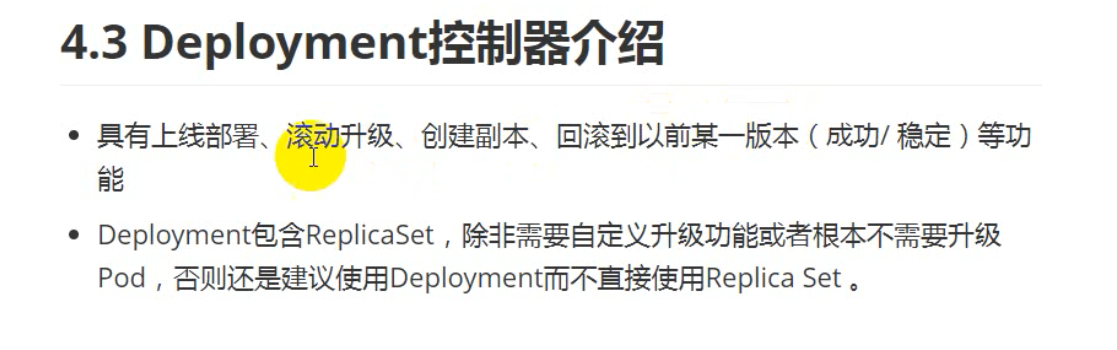 4.3 Deployment控制器介绍
具有上线部署、滚动升级、创建副本、回滚到以前某一版本（成功/ 稳定）等功
能
Deployment包含ReplicaSet，除非需要自定义升级功能或者根本不需要升级
Pod，否则还是建议使用Deployment而不直接使用Replica Set 。